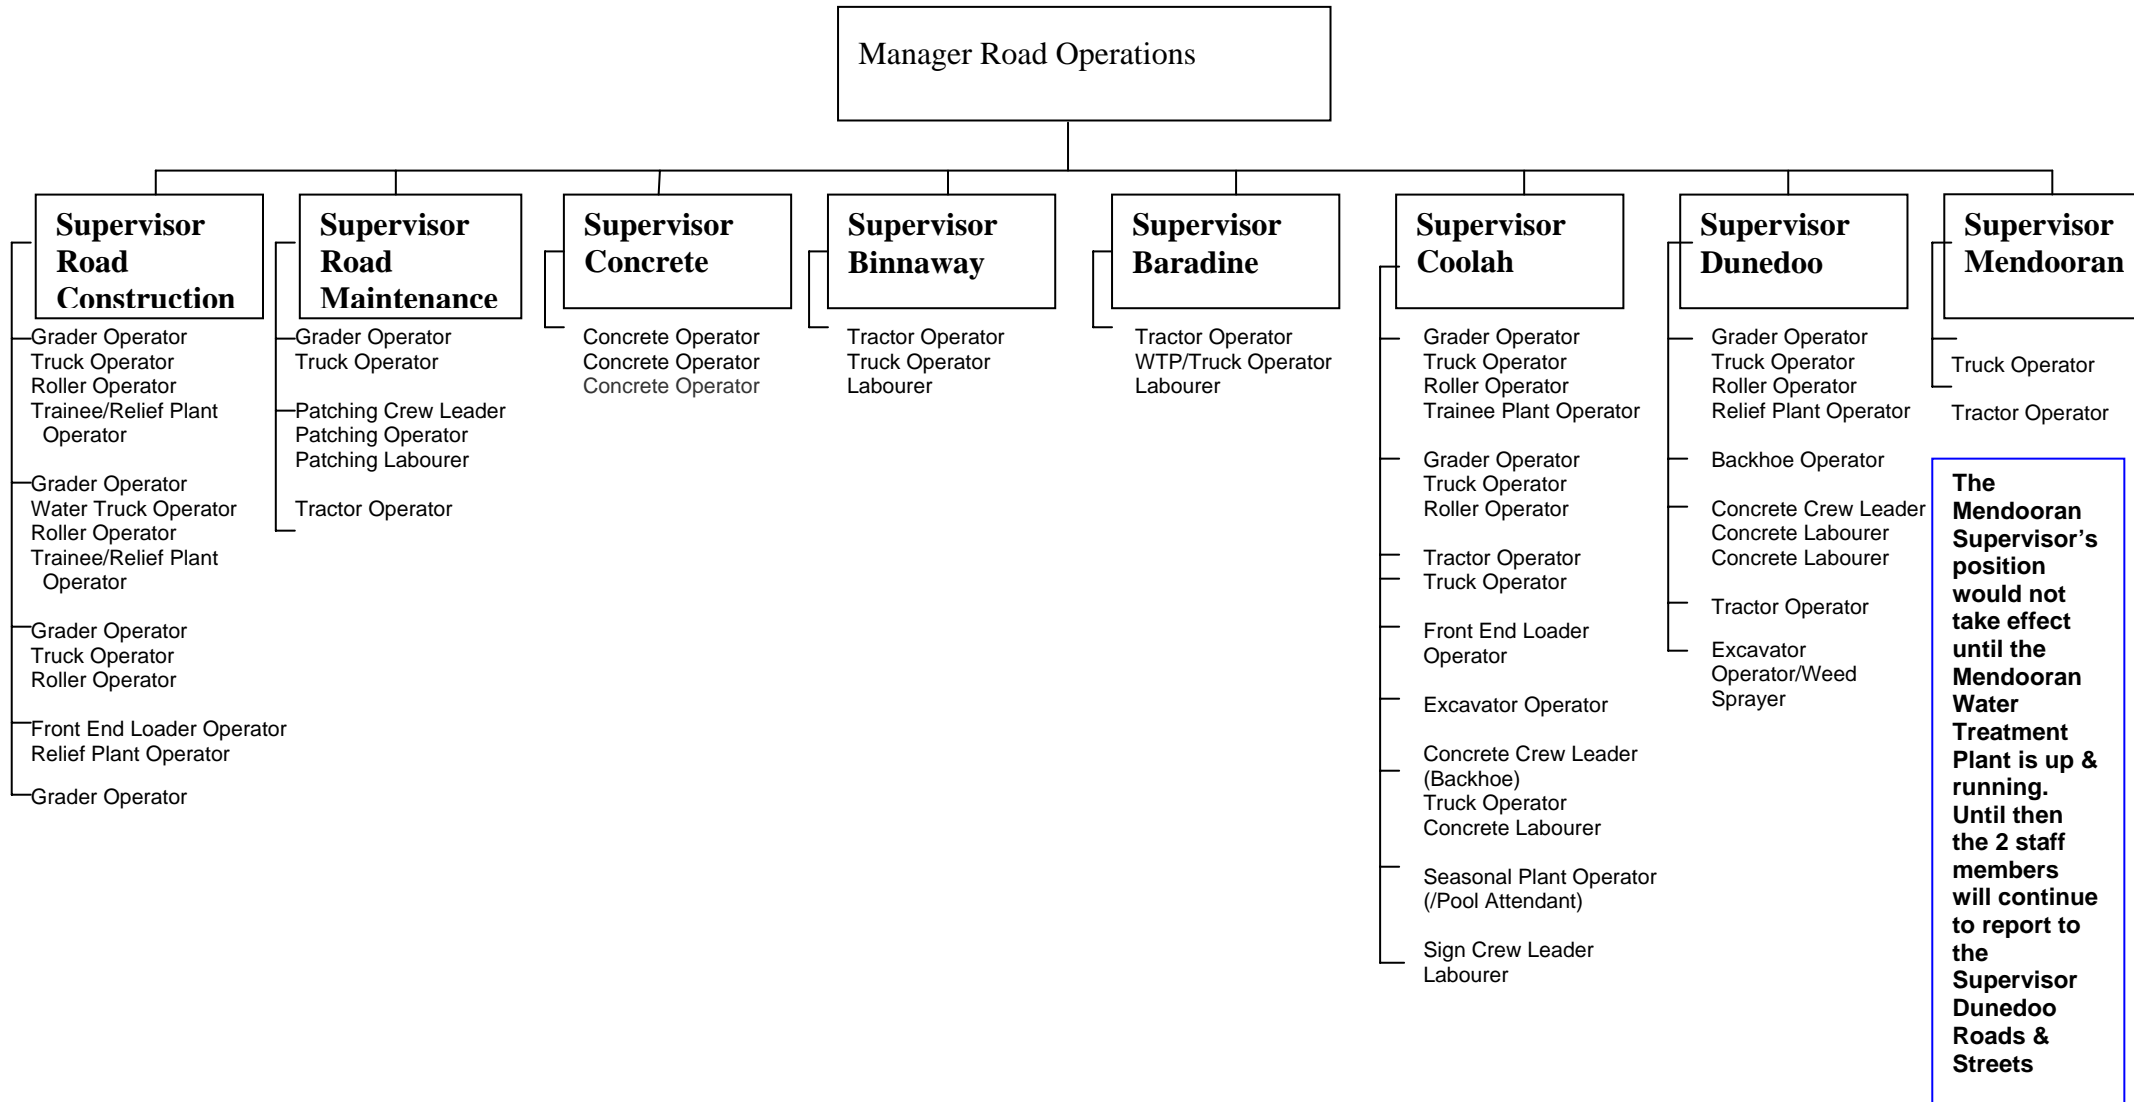 Manager Road Operations
Supervisor
Road
Construction
Grader Operator
Truck Operator
Roller Operator
Trainee/Relief Plant
Operator
Grader Operator
Water Truck Operator
Roller Operator
Trainee/Relief Plant
Operator
Grader Operator
Truck Operator
Roller Operator
Front End Loader Operator
Relief Plant Operator
Grader Operator
Supervisor
Road
Maintenance
Grader Operator
Truck Operator
Patching Crew Leader
Patching Operator
Patching Labourer
Tractor Operator
Supervisor
Concrete
Concrete Operator
Concrete Operator
Concrete Operator
Supervisor
Binnaway
Tractor Operator
Truck Operator
Labourer
Supervisor
Baradine
Tractor Operator
WTP/Truck Operator
Labourer
Supervisor
Coolah
Grader Operator
Truck Operator
Roller Operator
Trainee Plant Operator
Grader Operator
Truck Operator
Roller Operator
Tractor Operator
Truck Operator
Front End Loader
Operator
Excavator Operator
Concrete Crew Leader
(Backhoe)
Truck Operator
Concrete Labourer
Seasonal Plant Operator
(/Pool Attendant)
Sign Crew Leader
Labourer
Supervisor
Dunedoo
Grader Operator
Truck Operator
Roller Operator
Relief Plant Operator
Backhoe Operator
Concrete Crew Leader
Concrete Labourer
Concrete Labourer
Tractor Operator
Excavator
Operator/Weed
Sprayer
Supervisor
Mendooran
Truck Operator
Tractor Operator
The
Mendooran
Supervisor’s
position
would not
take effect
until the
Mendooran
Water
Treatment
Plant is up &
running.
Until then
the 2 staff
members
will continue
to report to
the
Supervisor
Dunedoo
Roads &
Streets